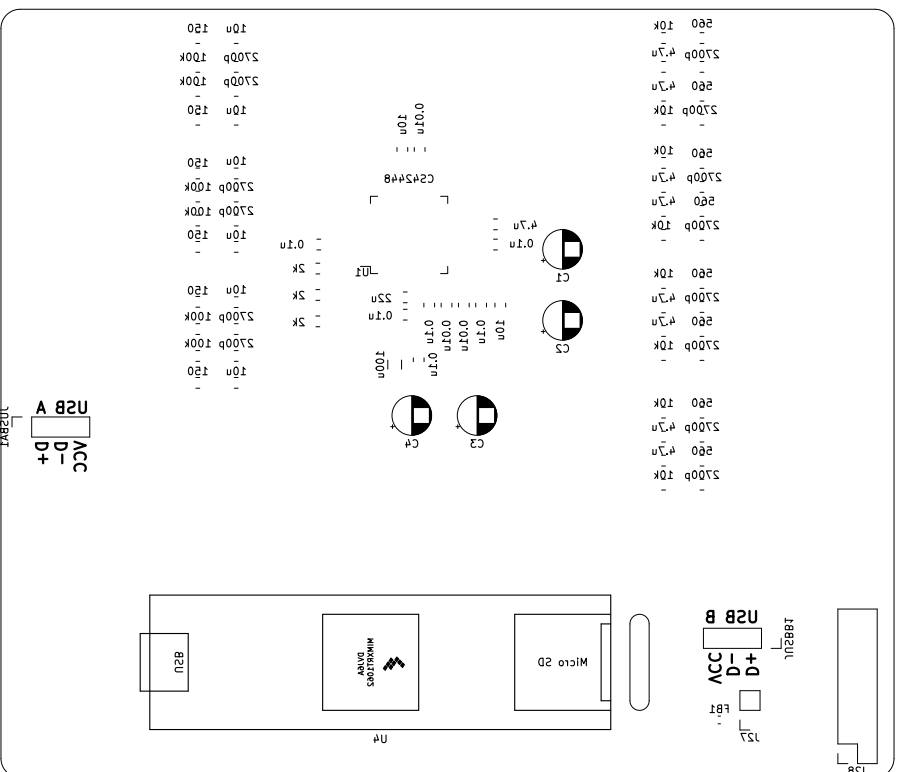 150 10u
100k 2700p
100k 2700p
150 10u
150 10u
100k 2700p
100k 2700p
150 10u
150 10u
100k 2700p
100k 2700p
150 10u
10u
0.01u
CS42448
U1
0.1u
2k
2k
2k
4.7u
0.1u
22u
0.1u
0.1u
0.01u
0.01u
0.1u
10u
100u
0.1u
C1
C2
C4
C3
10k 560
4.7u 2700p
4.7u 560
10k 2700p
10k 560
4.7u 2700p
4.7u 560
10k 2700p
10k 560
4.7u 2700p
4.7u 560
10k 2700p
10k 560
4.7u 2700p
4.7u 560
10k 2700p
JUSBA1
USB A
D+
D-
VCC
USB
MIMXRT1062
DVJ6A
Micro SD
U4
USB B
JUSBB1
VCC
D-
D+
FB1
J27
J28